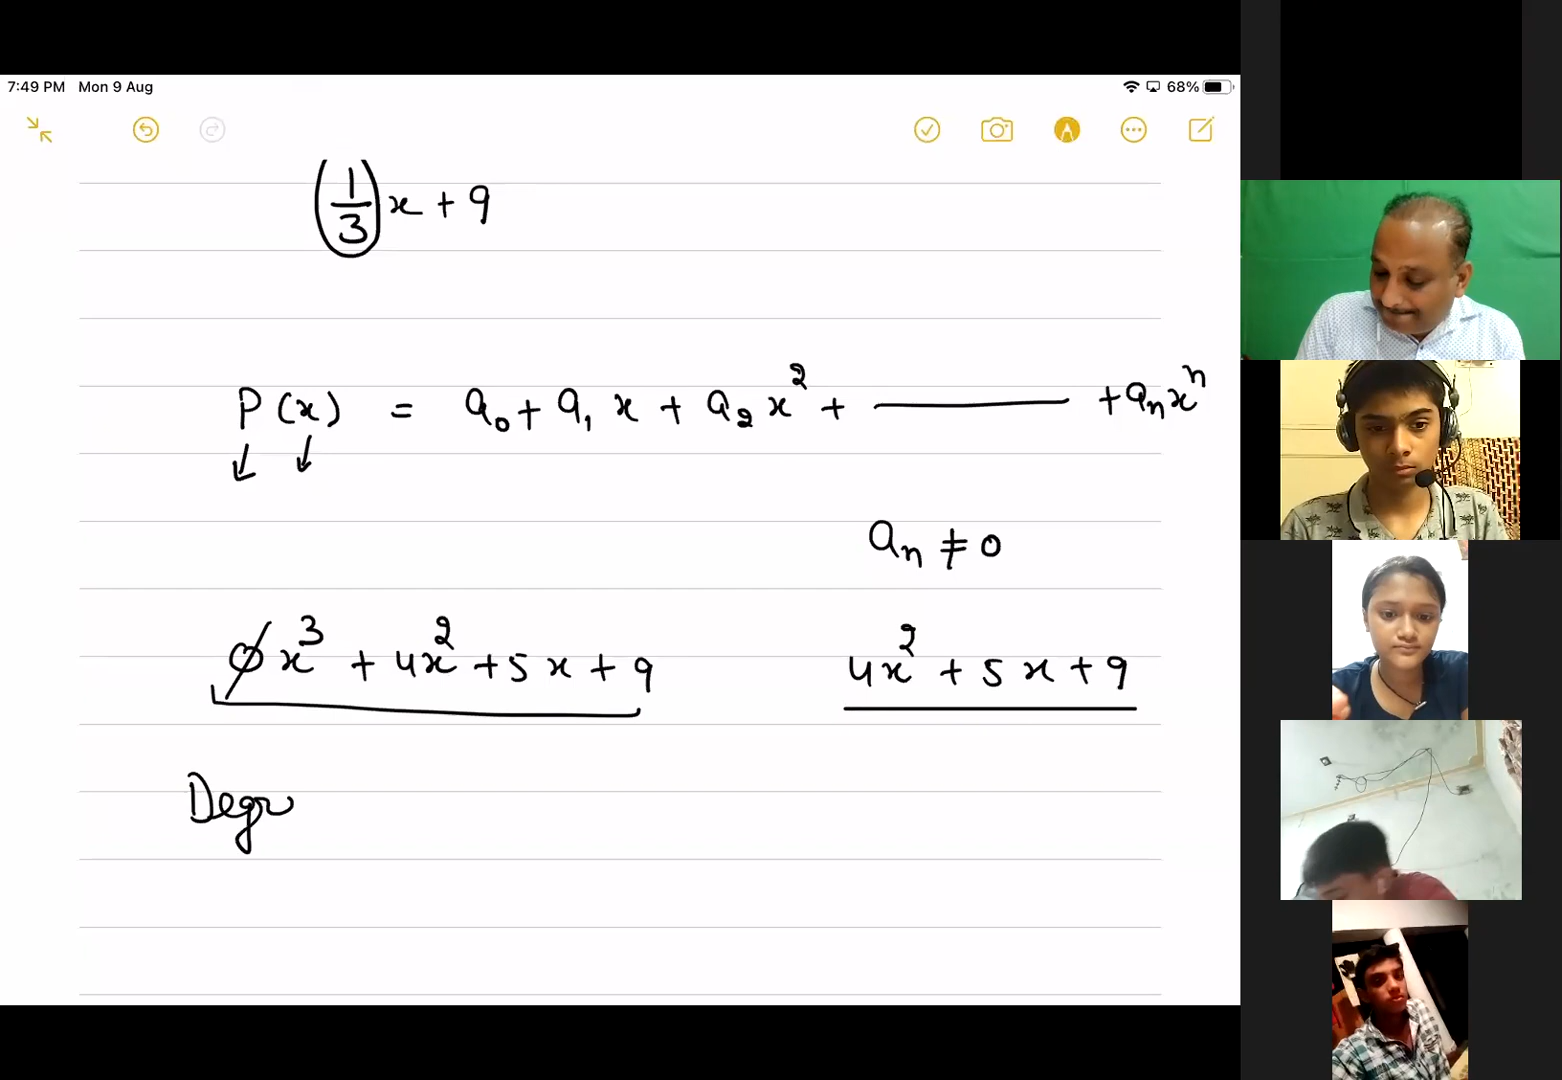 7:49 PM Mon 9 Aug 68%
(1/3)x + 9
P(x) = a₀ + a₁x + a₂x² + ——— + aₙxⁿ
aₙ ≠ 0
0x³ + 4x² + 5x + 9 4x² + 5x + 9
Degr